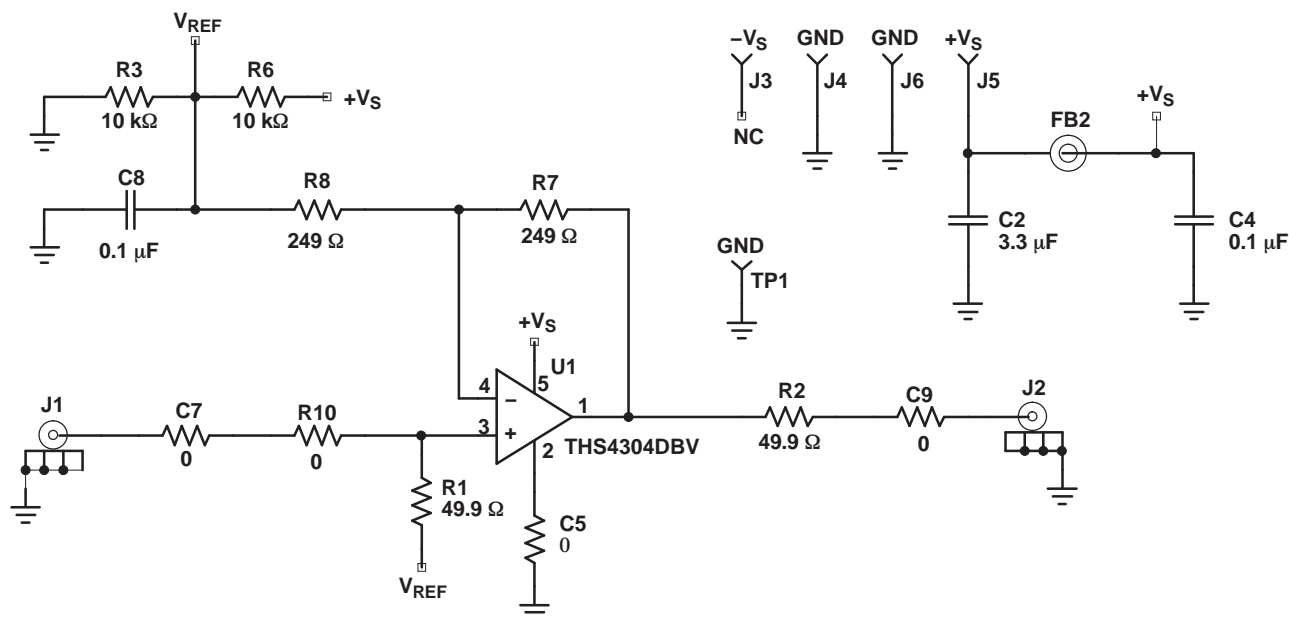 VREF
R3
R6
+VS
10 kΩ
10 kΩ
C8
0.1 μF
R8
249 Ω
R7
249 Ω
−VS
GND
GND
+VS
J3
J4
J6
J5
NC
FB2
+VS
C2
3.3 μF
C4
0.1 μF
GND
TP1
+VS
U1
4
5
−
3
+
1
2
THS4304DBV
J1
C7
0
R10
0
R1
49.9 Ω
VREF
C5
0
R2
49.9 Ω
C9
0
J2